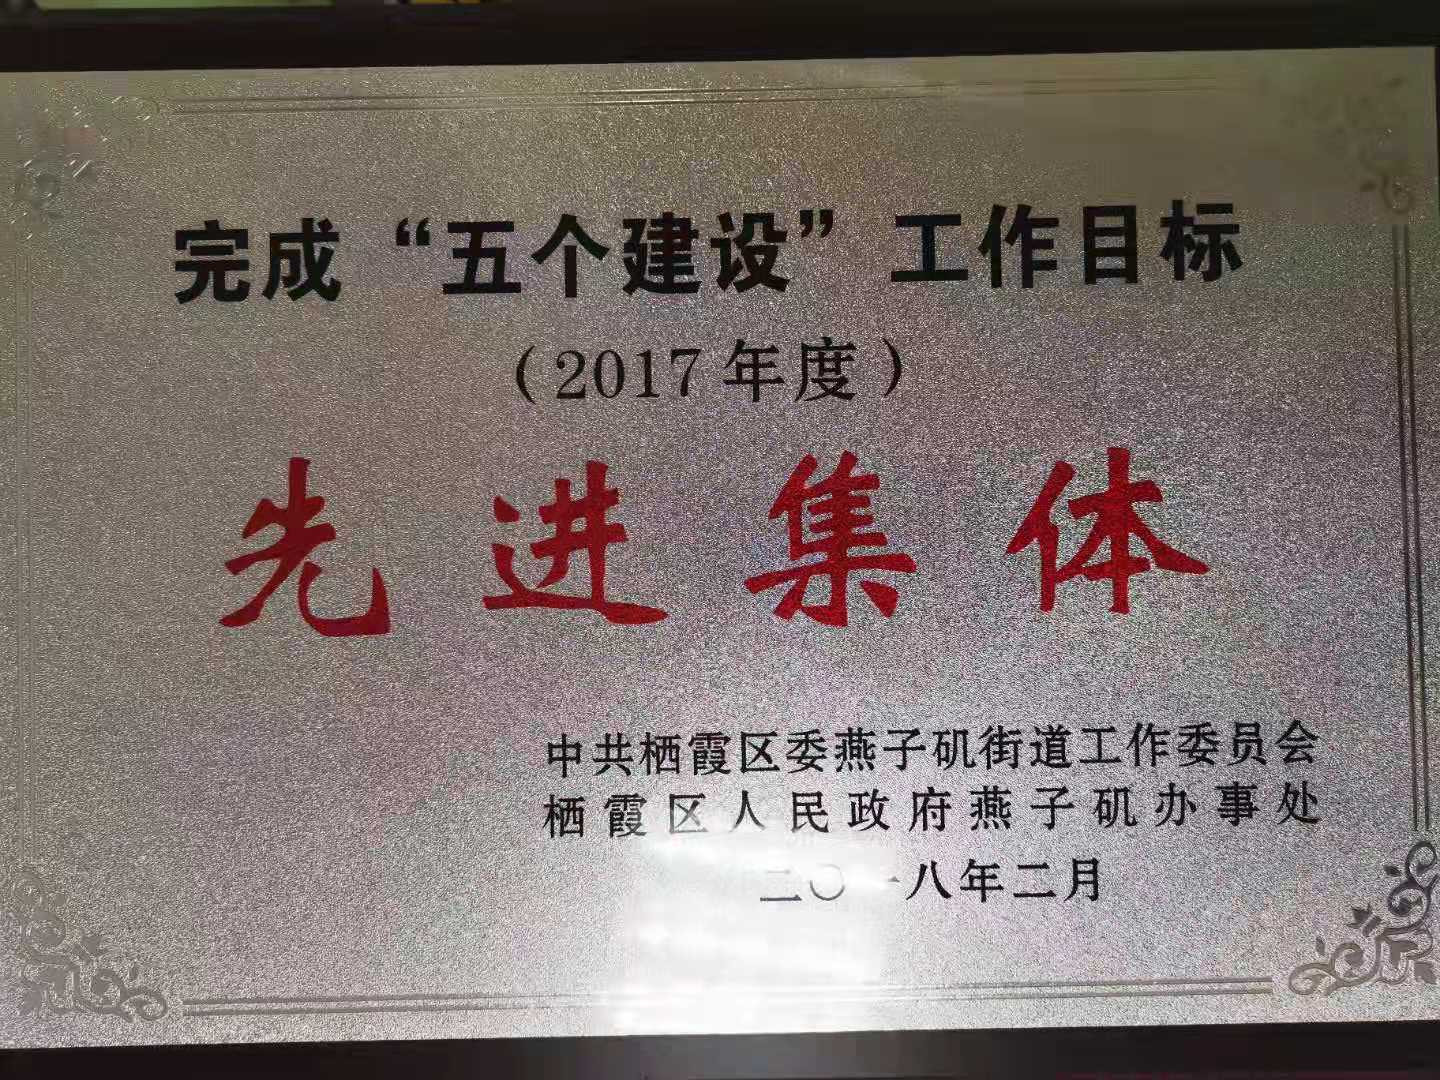 完成“五个建设”工作目标
（2017年度）
先进集体
中共栖霞区委燕子矶街道工作委员会
栖霞区人民政府燕子矶办事处
二〇一八年二月